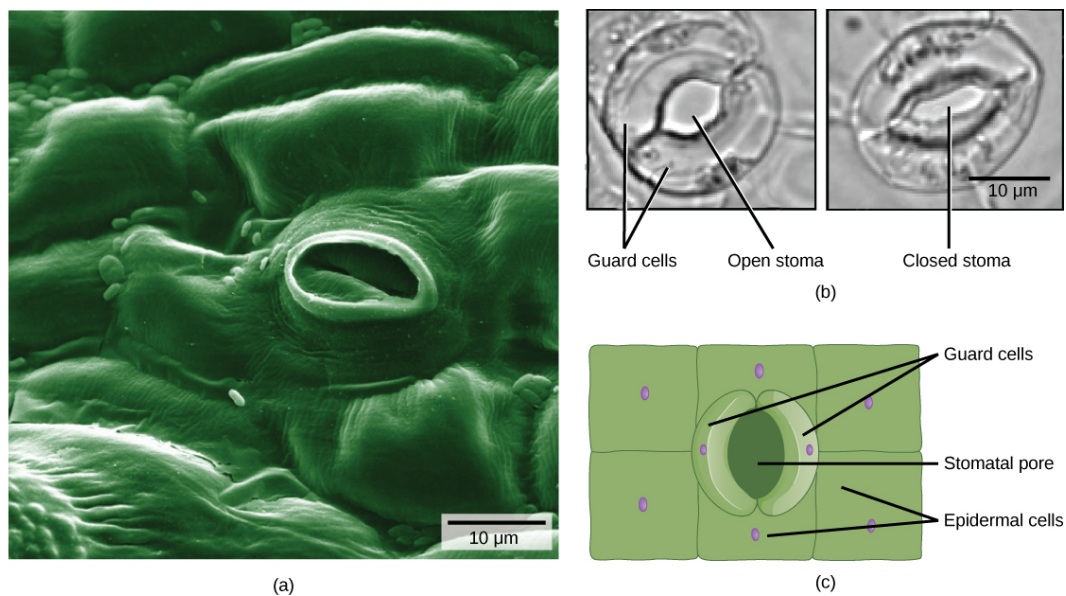 10 μm
(a)
10 μm
Guard cells
Open stoma
Closed stoma
(b)
Guard cells
Stomatal pore
Epidermal cells
(c)